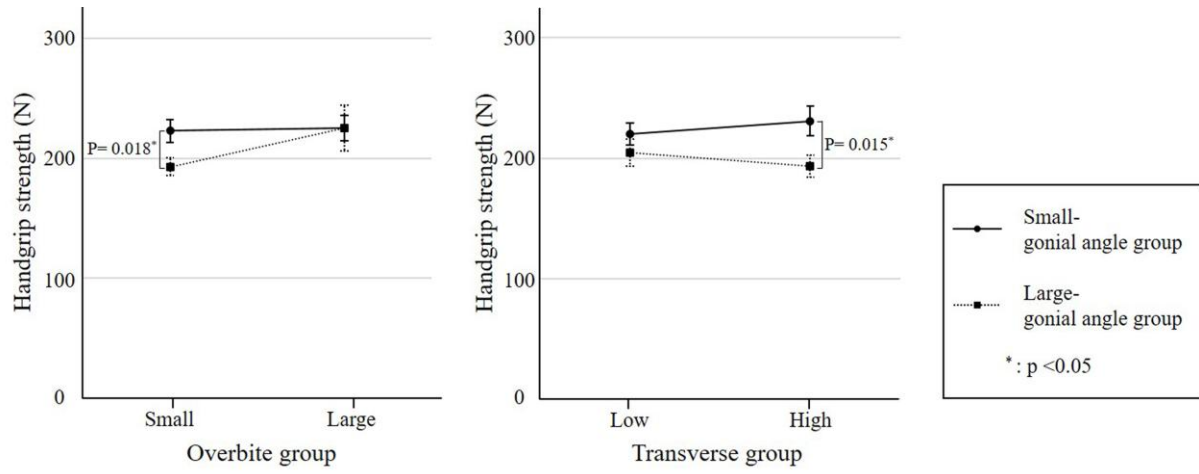 Handgrip strength (N)
300
200
100
0
P= 0.018*
Small
Large
Overbite group
Handgrip strength (N)
300
200
100
0
P= 0.015*
Low
High
Transverse group
Small-
gonial angle group
Large-
gonial angle group
* : p <0.05